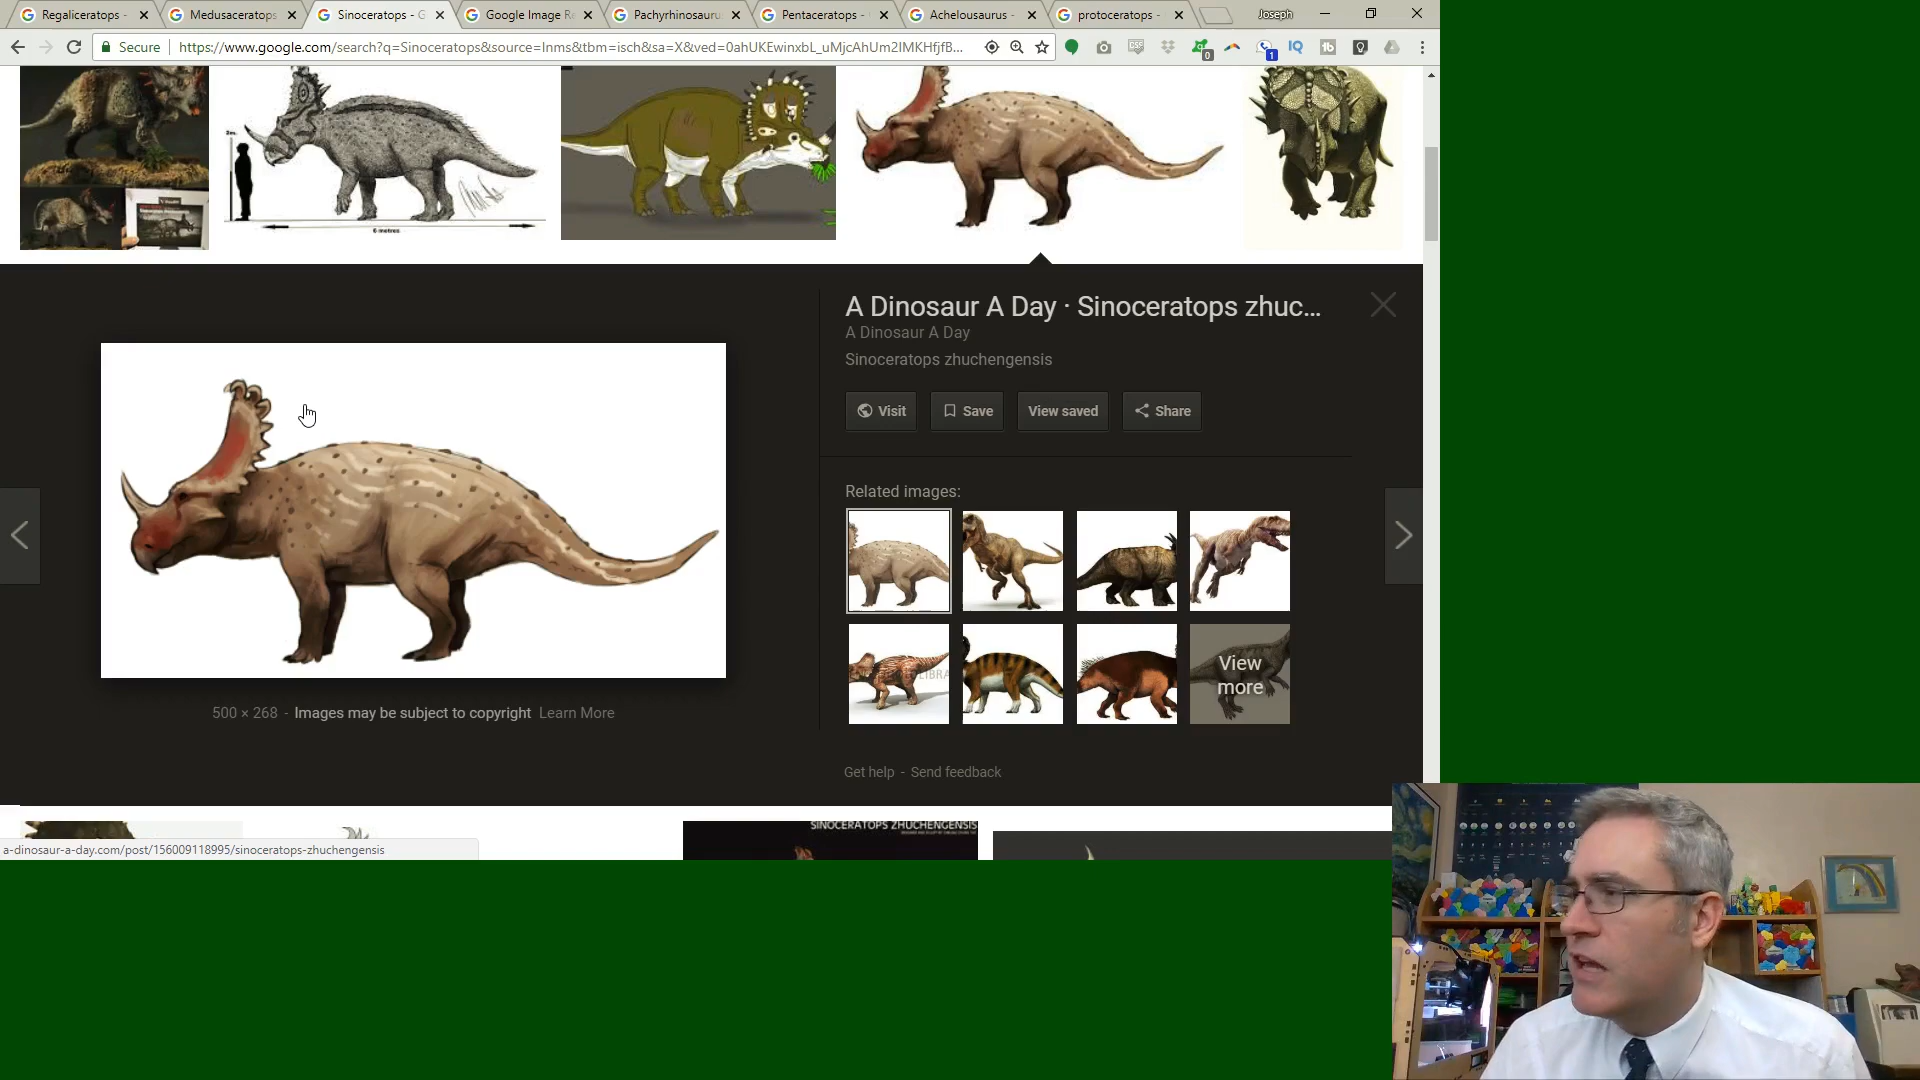 Regaliceratops -
Medusaceratops
Sinoceratops - G
Google Image Re
Pachyrhinosauru
Pentaceratops -
Achelousaurus -
protoceratops -
Joseph
Secure
https://www.google.com/search?q=Sinoceratops&source=lnms&tbm=isch&sa=X&ved=0ahUKEwinxbL_uMjcAhUm2IMKHfjfB...
6 metres
A Dinosaur A Day · Sinoceratops zhuc...
A Dinosaur A Day
Sinoceratops zhuchengensis
Visit
Save
View saved
Share
Related images:
View
more
500 × 268 - Images may be subject to copyright Learn More
Get help - Send feedback
SINOCERATOPS ZHUCHENGENSIS
a-dinosaur-a-day.com/post/156009118995/sinoceratops-zhuchengensis